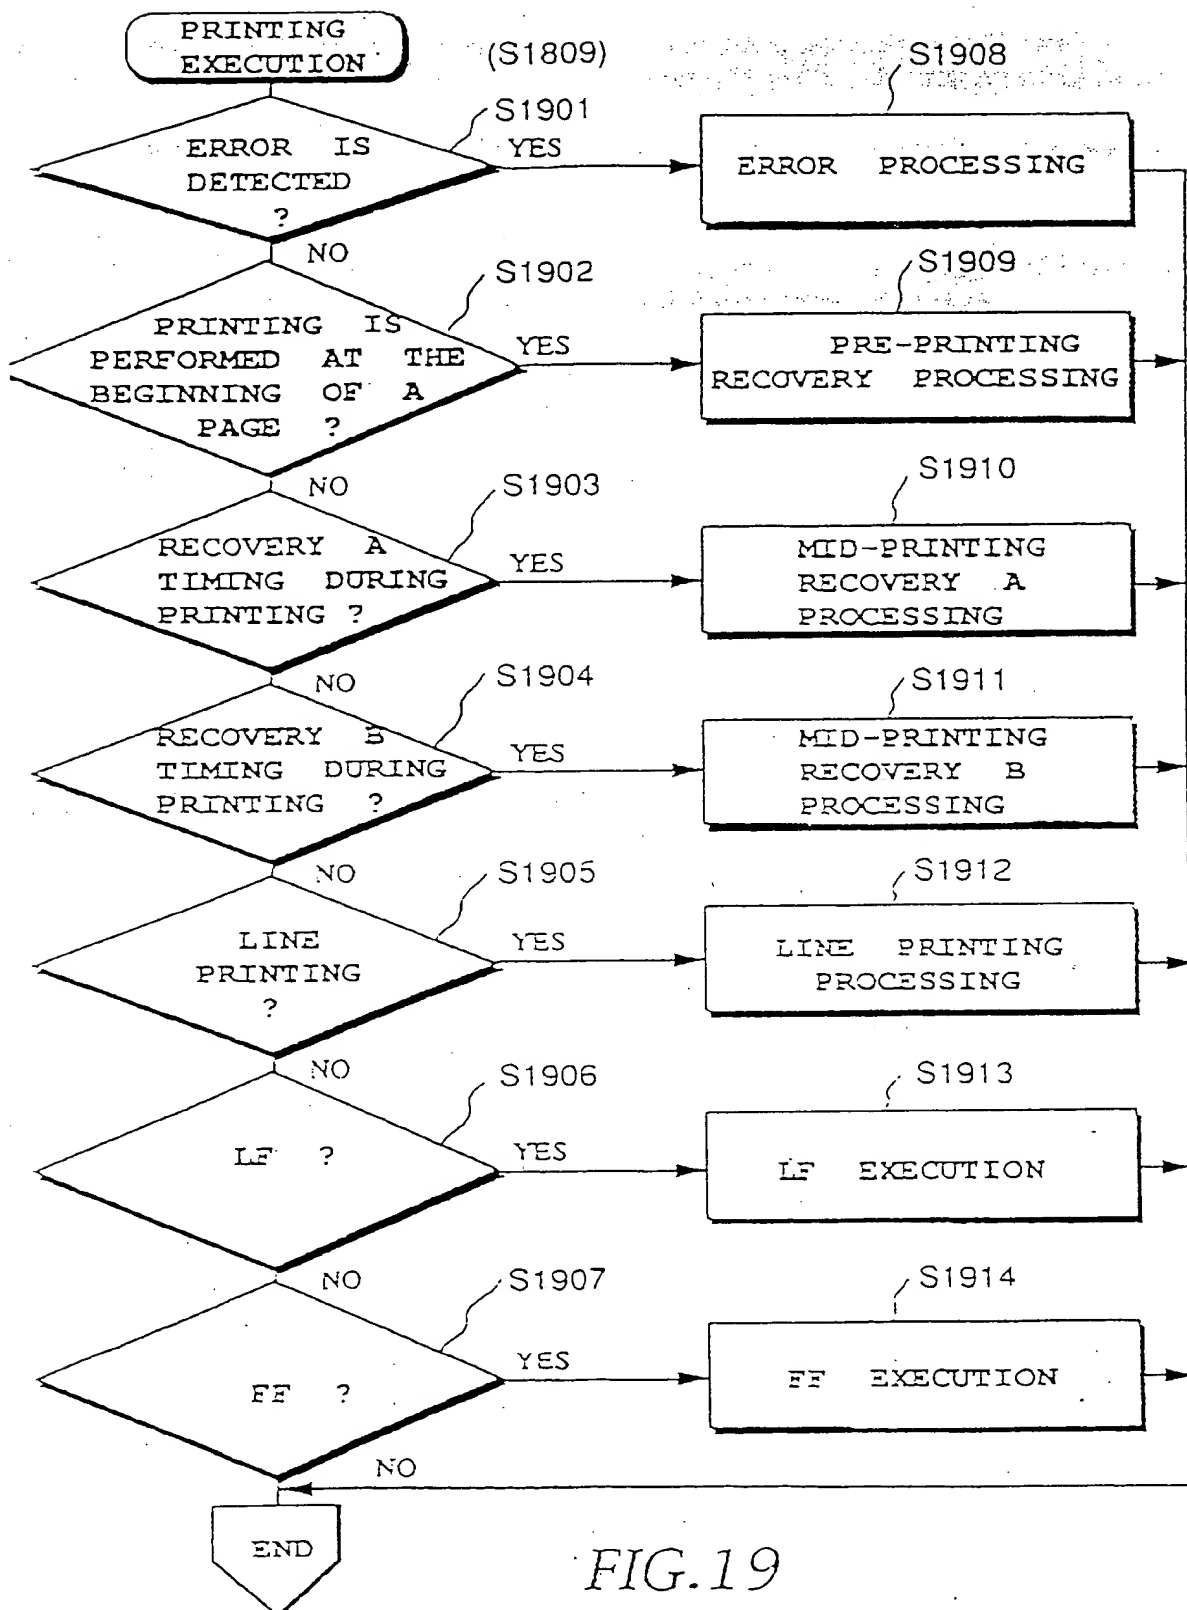 PRINTING
EXECUTION
(S1809)
S1901
ERROR IS
DETECTED
?
YES
NO
S1908
ERROR PROCESSING
S1902
PRINTING IS
PERFORMED AT THE
BEGINNING OF A
PAGE ?
YES
NO
S1909
PRE-PRINTING
RECOVERY PROCESSING
S1903
RECOVERY A
TIMING DURING
PRINTING ?
YES
NO
S1910
MID-PRINTING
RECOVERY A
PROCESSING
S1904
RECOVERY B
TIMING DURING
PRINTING ?
YES
NO
S1911
MID-PRINTING
RECOVERY B
PROCESSING
S1905
LINE
PRINTING
?
YES
NO
S1912
LINE PRINTING
PROCESSING
S1906
LF ?
YES
NO
S1913
LF EXECUTION
S1907
FF ?
YES
NO
S1914
FF EXECUTION
END
FIG.19